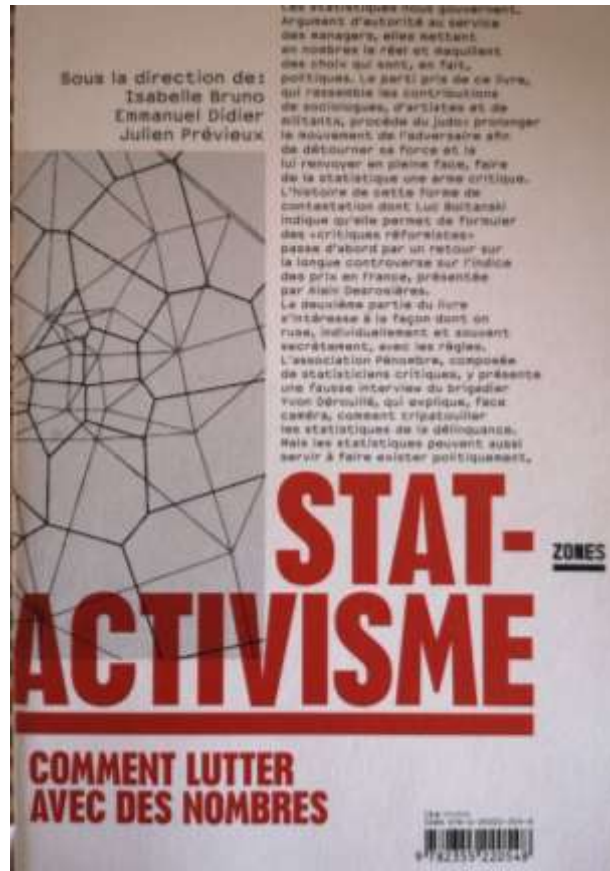 Les statistiques nous gouvernent.
Argument d'autorité au service
des managers, elles mettent
en nombres le réel et maquillent
des choix qui sont, en fait,
politiques. Le parti pris de ce livre,
qui rassemble les contributions
de sociologues, d'artistes et de
militants, procède du judo: prolonger
le mouvement de l'adversaire afin
de détourner sa force et la
lui renvoyer en pleine face, faire
de la statistique une arme critique.
L'histoire de cette forme de
contestation dont Luc Boltanski
indique qu'elle permet de formuler
des «critiques réformistes»
passe d'abord par un retour sur
la longue controverse sur l'indice
des prix en France, présentée
par Alain Desrosières.
La deuxième partie du livre
s'intéresse à la façon dont on
ruse, individuellement et souvent
secrètement, avec les règles.
L'association Pénombre, composée
de statisticiens critiques, y présente
une fausse interview du brigadier
Yvon Dérouillé, qui explique, face
caméra, comment tripatouiller
les statistiques de la délinquance.
Mais les statistiques peuvent aussi
servir à faire exister politiquement,
Sous la direction de:
Isabelle Bruno
Emmanuel Didier
Julien Prévieux
STAT-
ACTIVISME
ZONES
COMMENT LUTTER
AVEC DES NOMBRES
9 782355 220548